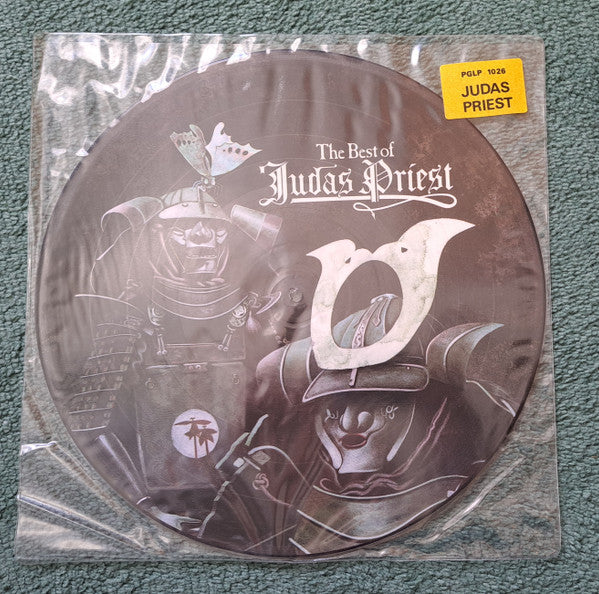 PGLP 1026
JUDAS
PRIEST
The Best of
Judas Priest